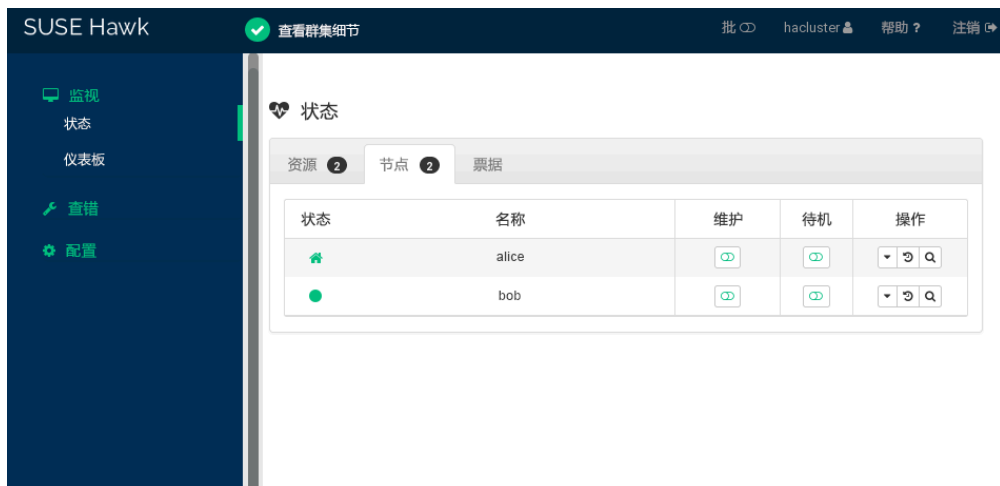 SUSE Hawk 查看群集细节 批 hacluster 帮助 ? 注销
监视
状态
仪表板
查错
配置
状态
资源 2 节点 2 票据
状态 名称 维护 待机 操作
alice
bob